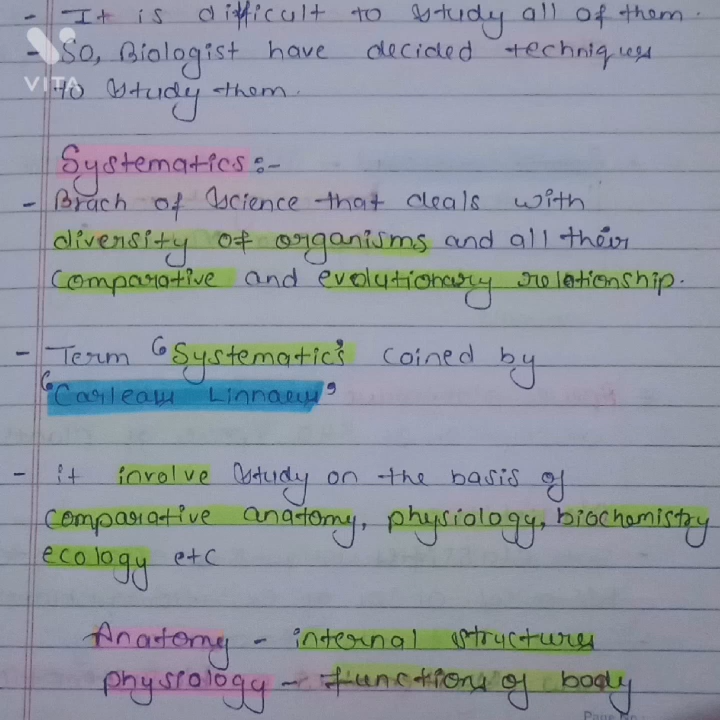 - It is difficult to study all of them.
- So, Biologist have decided techniques
to study them.
VITA
Systematics :-
- Brach of Science that deals with
diversity of organisms and all their
comparative and evolutionary relationship.
- Term 'Systematics' coined by
'Carleaus Linnaeus'
- it involve study on the basis of
comparative anatomy, physiology, biochemistry
ecology etc
Anatomy - internal structures
physiology - functions of body